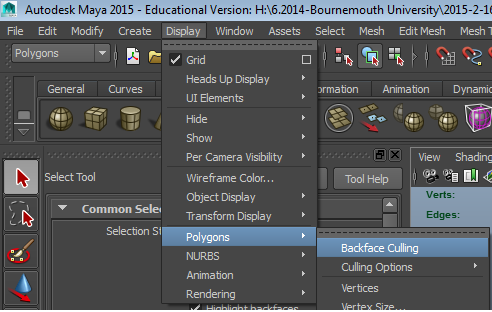 Autodesk Maya 2015 - Educational Version: H:\6.2014-Bournemouth University\2015-2-16
File Edit Modify Create Display Window Assets Select Mesh Edit Mesh Mesh T
Polygons
Grid
General Curves
Animation Dynamic
Heads Up Display
UI Elements
Hide
Show
Per Camera Visibility
Wireframe Color...
Object Display
Transform Display
Polygons
NURBS
Animation
Rendering
Select Tool
Tool Help
Common Selec
Selection St
View Shading
Verts:
Edges:
Backface Culling
Culling Options
Vertices
Vertex Size...
Highlight backfaces